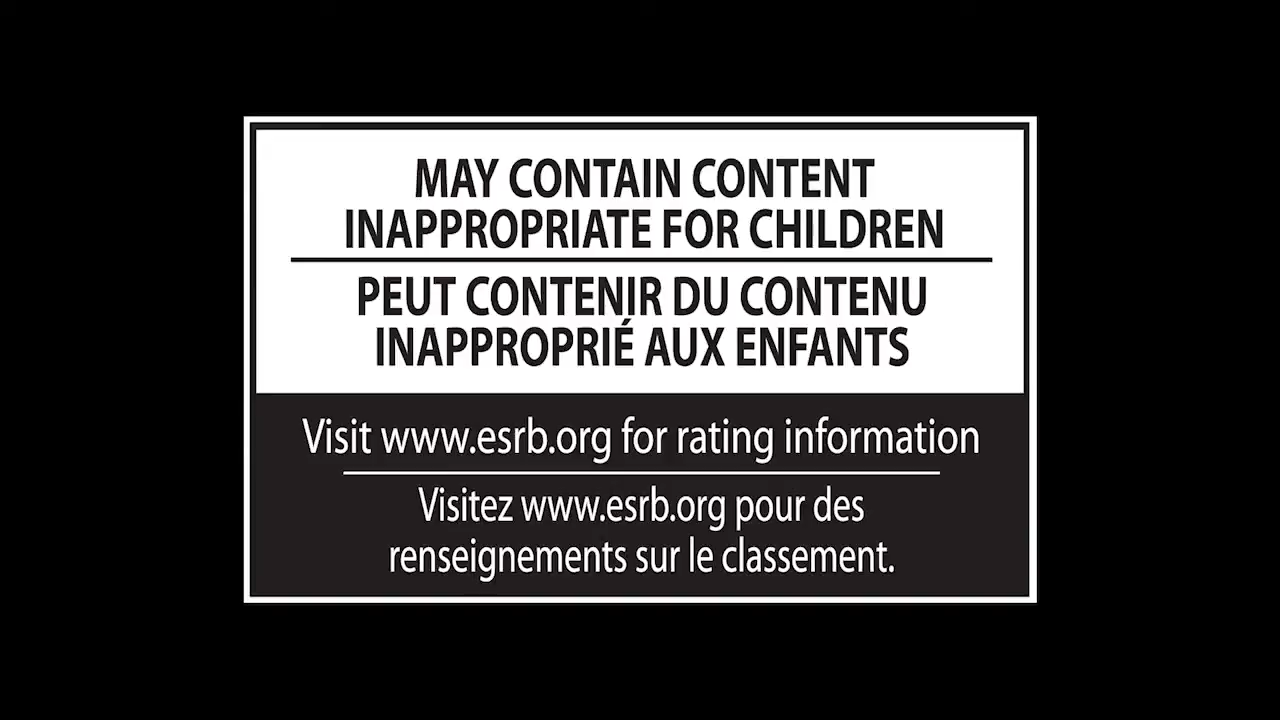 MAY CONTAIN CONTENT
INAPPROPRIATE FOR CHILDREN
PEUT CONTENIR DU CONTENU
INAPPROPRIÉ AUX ENFANTS
Visit www.esrb.org for rating information
Visitez www.esrb.org pour des
renseignements sur le classement.